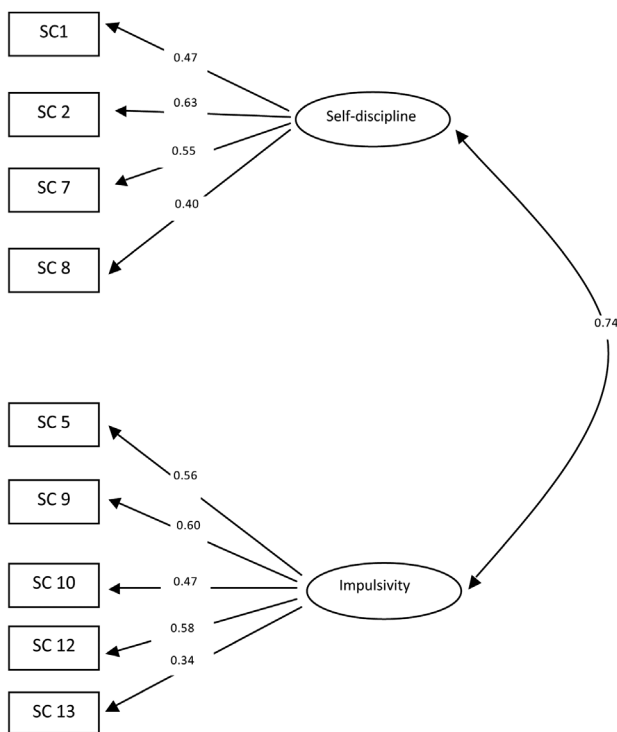 SC1
0.47
SC 2
0.63
Self-discipline
0.55
SC 7
0.40
SC 8
0.74
SC 5
0.56
SC 9
0.60
SC 10
0.47
Impulsivity
SC 12
0.58
0.34
SC 13